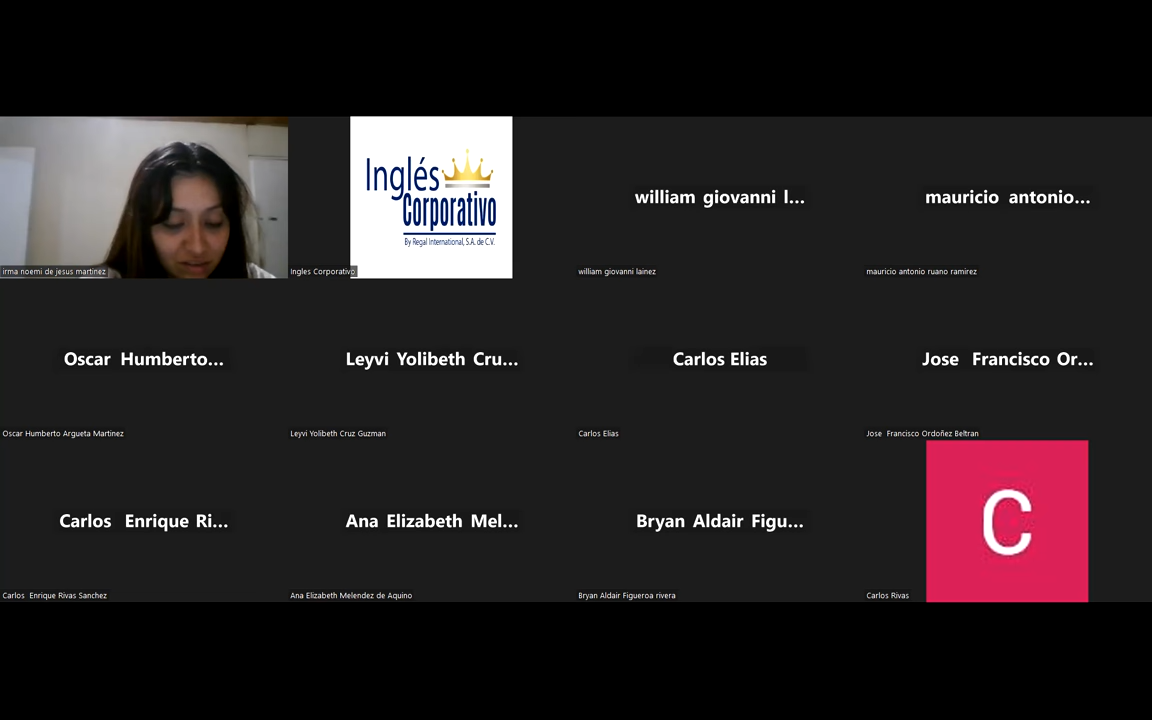 irma noemi de jesus martinez
Inglés
Corporativo
By Regal International, S.A. de C.V.
Ingles Corporativo
william giovanni l...
william giovanni lainez
mauricio antonio...
mauricio antonio ruano ramirez
Oscar Humberto...
Oscar Humberto Argueta Martinez
Leyvi Yolibeth Cru...
Leyvi Yolibeth Cruz Guzman
Carlos Elias
Carlos Elias
Jose Francisco Or...
Jose Francisco Ordoñez Beltran
Carlos Enrique Ri...
Carlos Enrique Rivas Sanchez
Ana Elizabeth Mel...
Ana Elizabeth Melendez de Aquino
Bryan Aldair Figu...
Bryan Aldair Figueroa rivera
C
Carlos Rivas